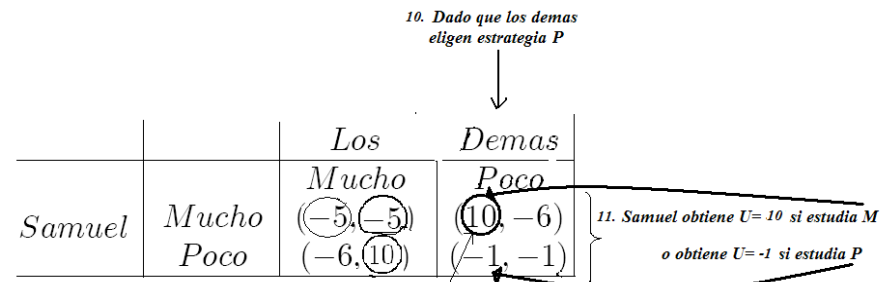 10. Dado que los demas
eligen estrategia P
Los Demas
Mucho Poco
Samuel Mucho (−5,−5) (10,−6) 11. Samuel obtiene U= 10 si estudia M
Poco (−6,10) (−1,−1) o obtiene U= -1 si estudia P